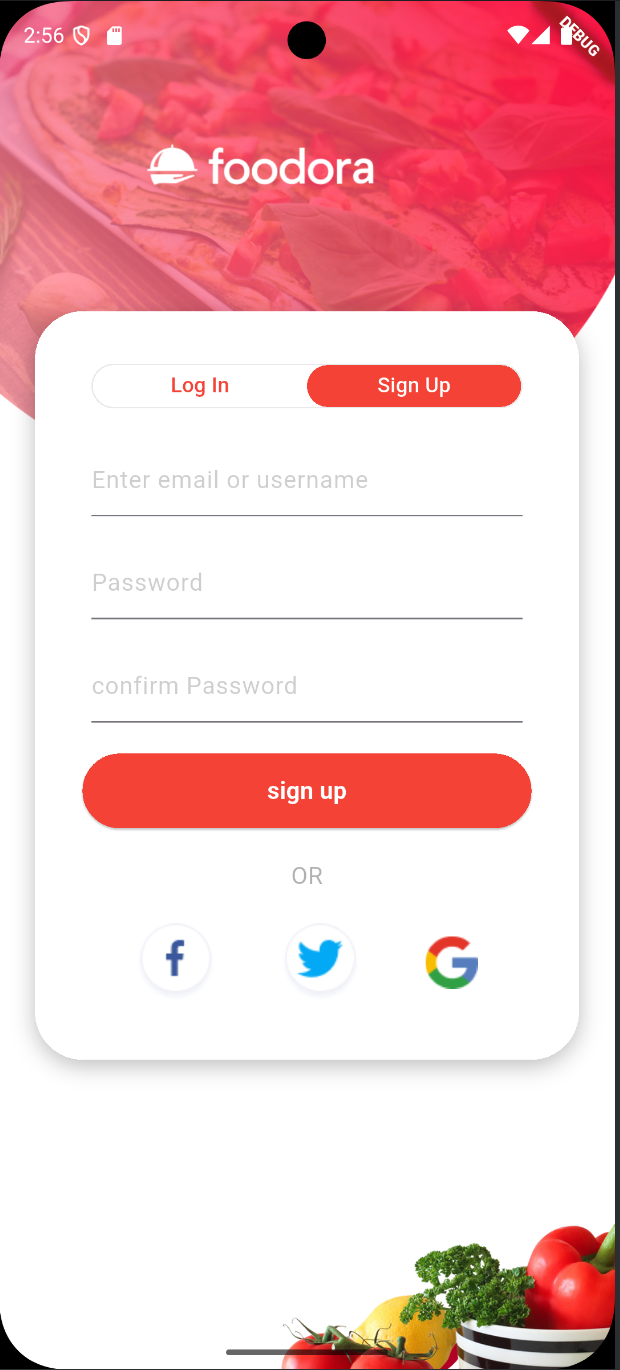 2:56
DEBUG
foodora
Log In Sign Up
Enter email or username
Password
confirm Password
sign up
OR